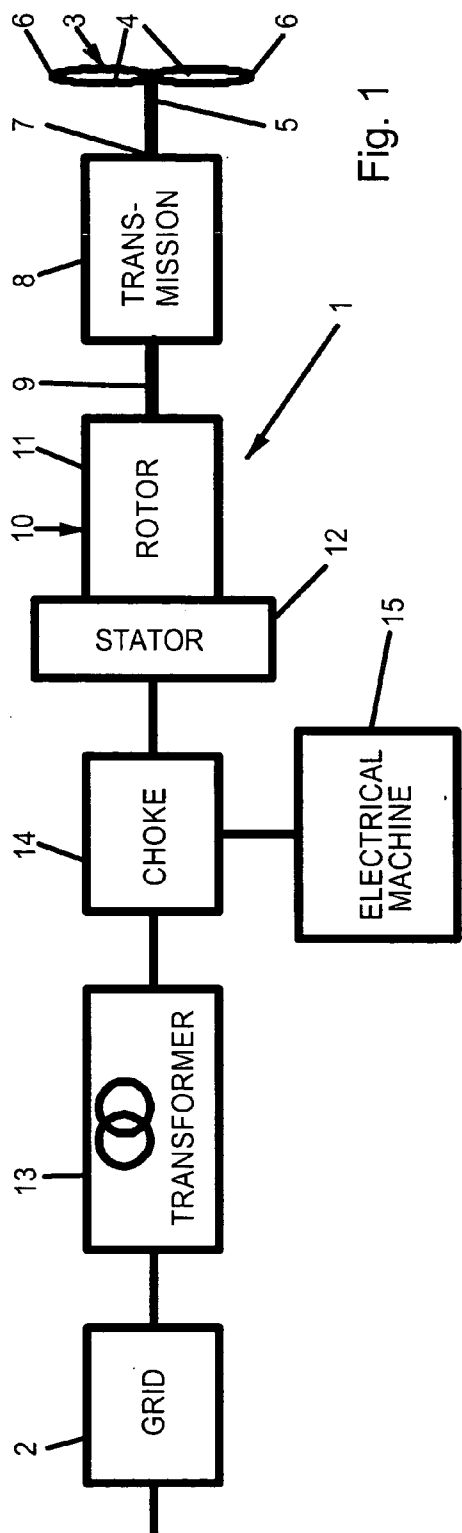 2
13
14
10
11
9
8
7
6
3
4
GRID
TRANSFORMER
CHOKE
STATOR
ROTOR
TRANS-
MISSION
12
1
5
6
ELECTRICAL
MACHINE
15
Fig. 1